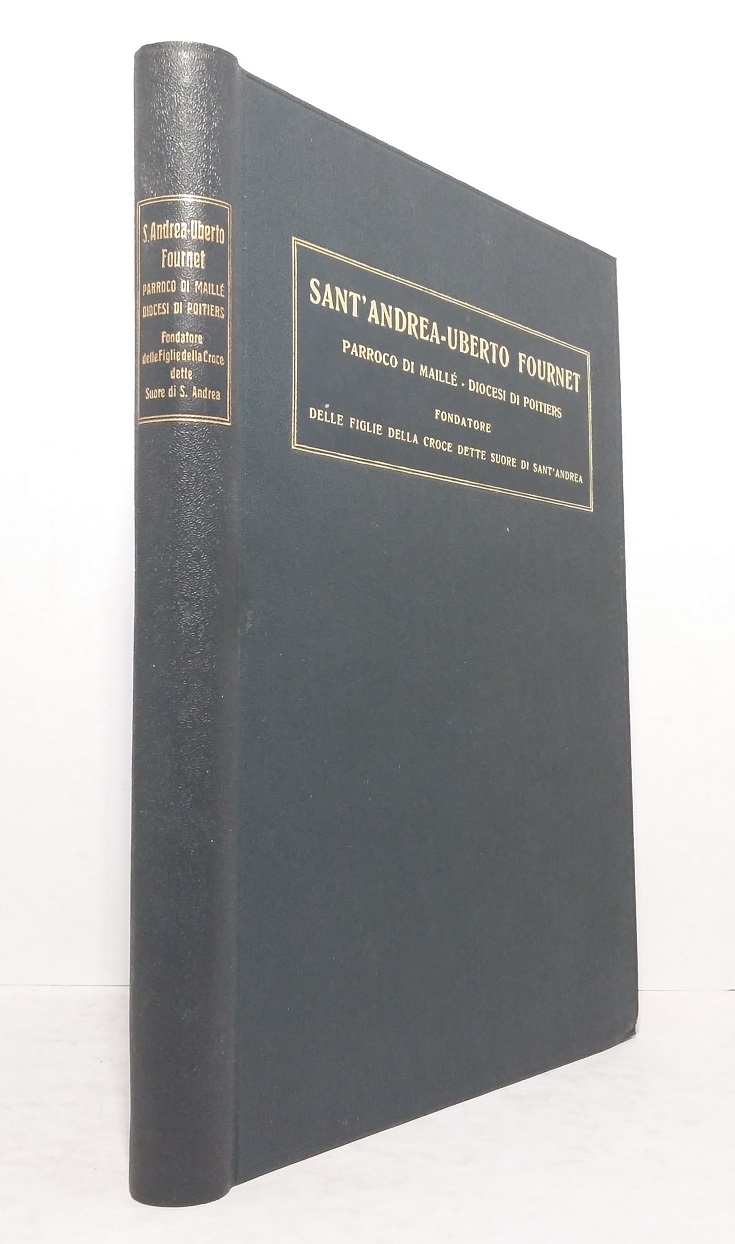 S. Andrea-Uberto
Fournet
PARROCO DI MAILLÉ
DIOCESI DI POITIERS
Fondatore
delle Figlie della Croce
dette
Suore di S. Andrea
SANT'ANDREA-UBERTO FOURNET
PARROCO DI MAILLÉ - DIOCESI DI POITIERS
FONDATORE
DELLE FIGLIE DELLA CROCE DETTE SUORE DI SANT'ANDREA